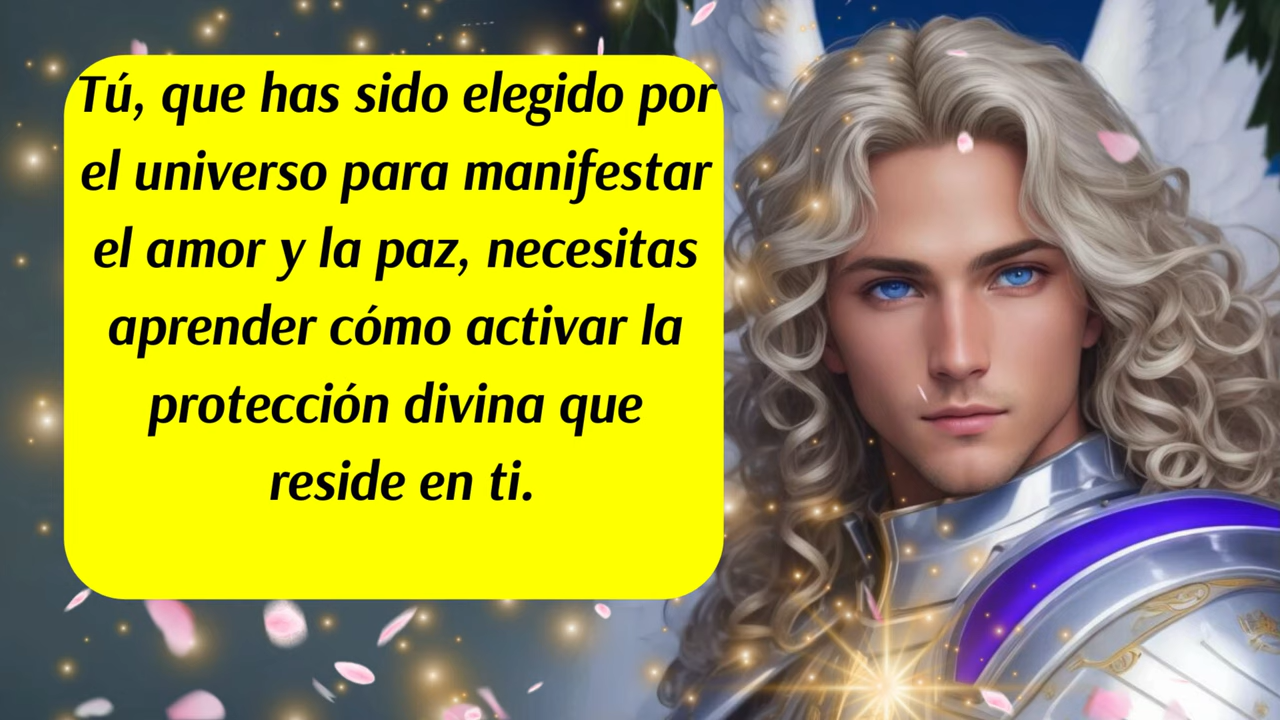 Tú, que has sido elegido por
el universo para manifestar
el amor y la paz, necesitas
aprender cómo activar la
protección divina que
reside en ti.